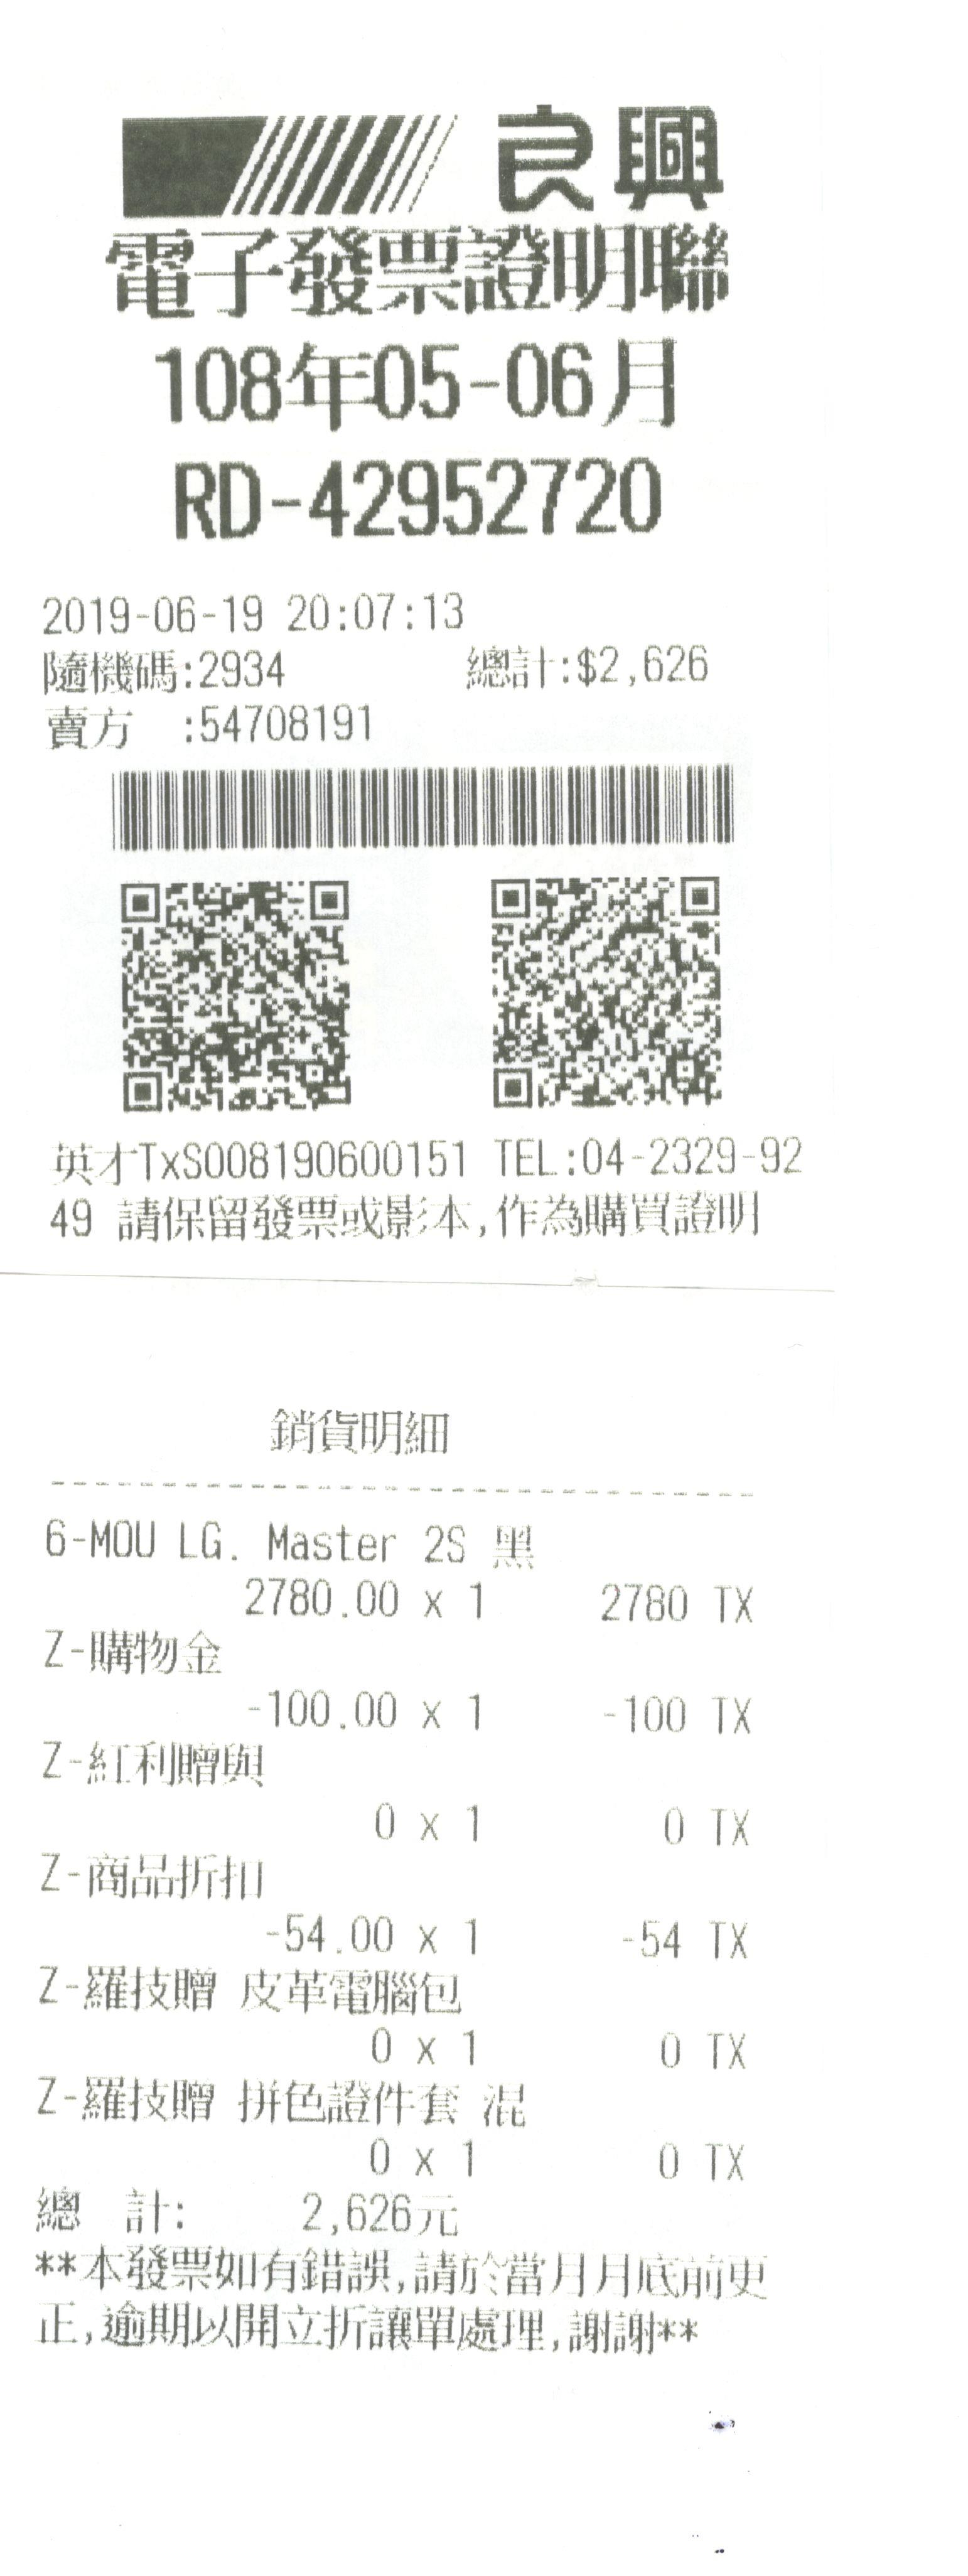 良興
電子發票證明聯
108年05-06月
RD-42952720
2019-06-19 20:07:13
隨機碼:2934 總計:$2,626
賣方 :54708191
英才TxS008190600151 TEL:04-2329-92
49 請保留發票或影本,作為購買證明
銷貨明細
6-MOU LG. Master 2S 黑
2780.00 x 1 2780 TX
Z-購物金
-100.00 x 1 -100 TX
Z-紅利贈與
0 x 1 0 TX
Z-商品折扣
-54.00 x 1 -54 TX
Z-羅技贈 皮革電腦包
0 x 1 0 TX
Z-羅技贈 拼色證件套 混
0 x 1 0 TX
總 計: 2,626元
**本發票如有錯誤,請於當月月底前更
正,逾期以開立折讓單處理,謝謝**